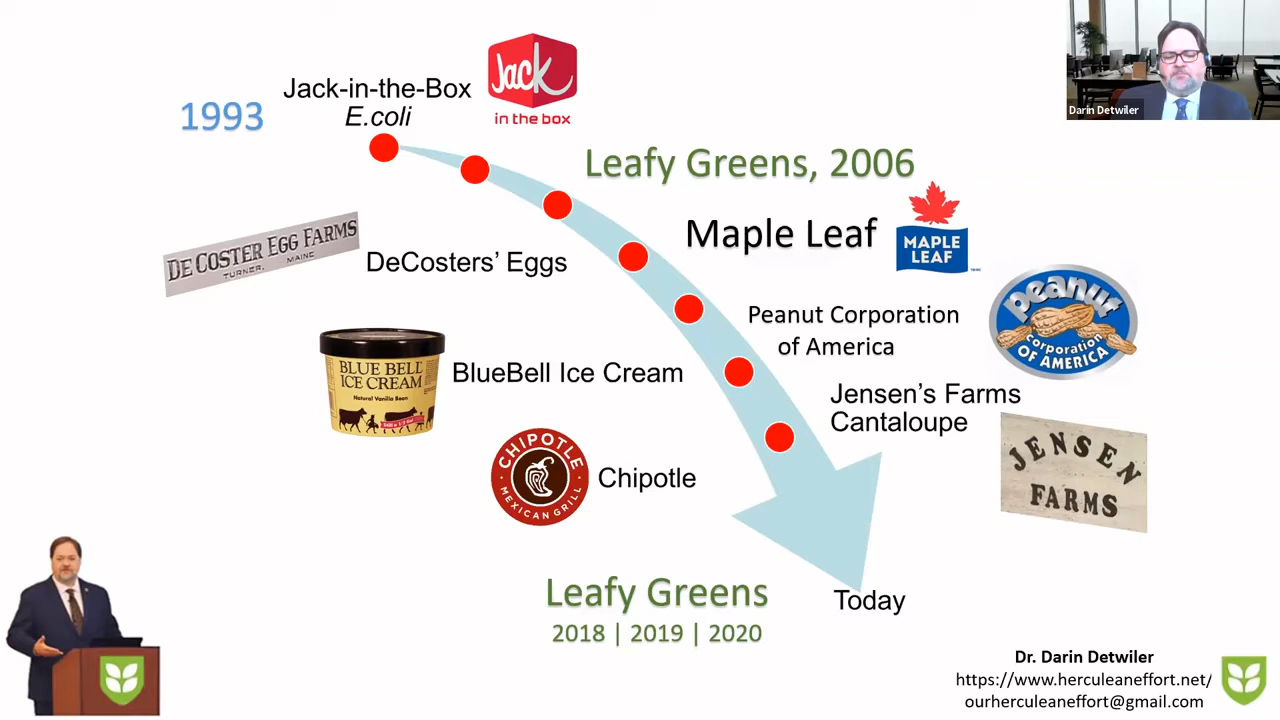 Darin Detwiler
1993
Jack-in-the-Box
E.coli
Jack
in the box
Leafy Greens, 2006
Maple Leaf
MAPLE
LEAF
DE COSTER EGG FARMS
TURNER, MAINE
DeCosters’ Eggs
Peanut Corporation
of America
peanut
corporation
OF AMERICA
BLUE BELL
ICE CREAM
Natural Vanilla Bean
BlueBell Ice Cream
Jensen’s Farms
Cantaloupe
JENSEN
FARMS
CHIPOTLE
MEXICAN GRILL
Chipotle
Leafy Greens
2018 | 2019 | 2020
Today
Dr. Darin Detwiler
https://www.herculeaneffort.net/
ourherculeaneffort@gmail.com